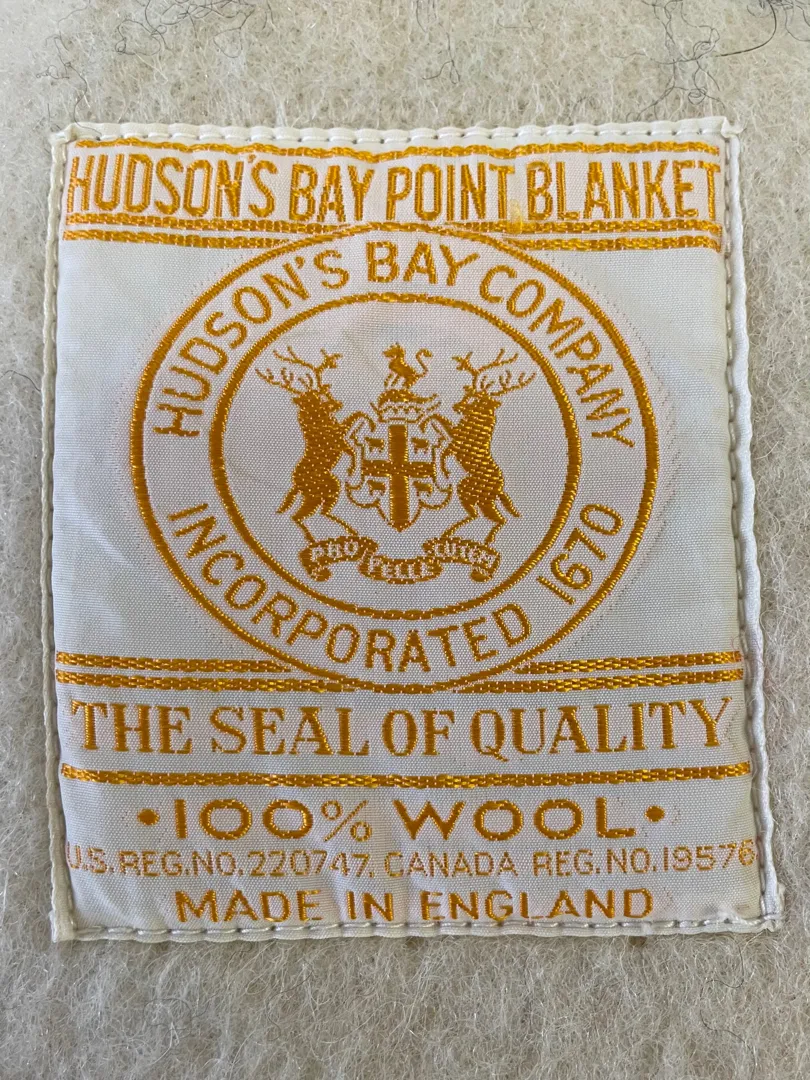 HUDSON'S BAY POINT BLANKET
HUDSON'S BAY COMPANY
PRO PELLE CUTEM
INCORPORATED 1670
THE SEAL OF QUALITY
•100% WOOL•
U.S. REG.NO.220747, CANADA REG.NO.19576
MADE IN ENGLAND